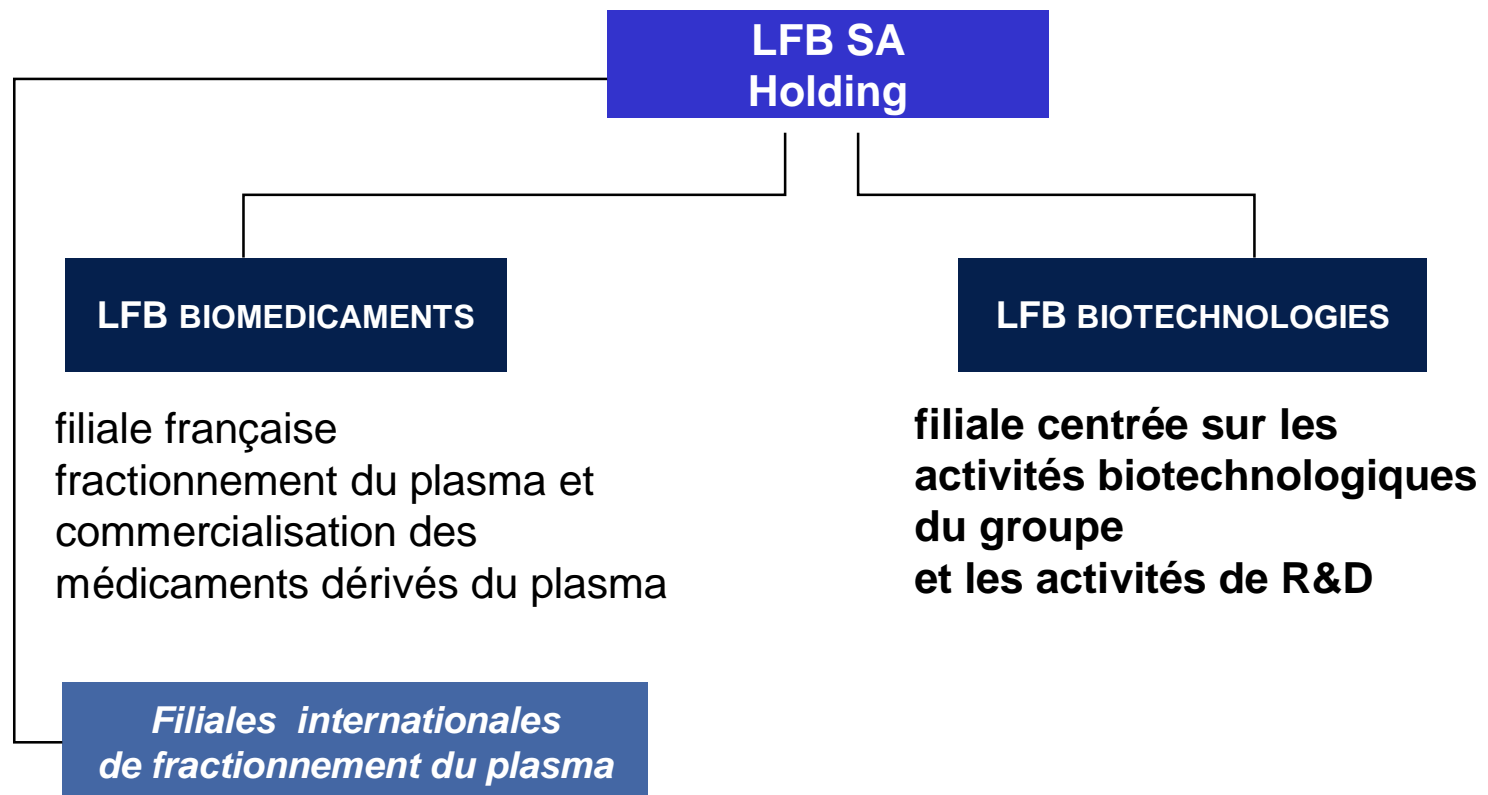 LFB SA
Holding
LFB BIOMEDICAMENTS
filiale française
fractionnement du plasma et
commercialisation des
médicaments dérivés du plasma
LFB BIOTECHNOLOGIES
filiale centrée sur les
activités biotechnologiques
du groupe
et les activités de R&D
Filiales internationales
de fractionnement du plasma